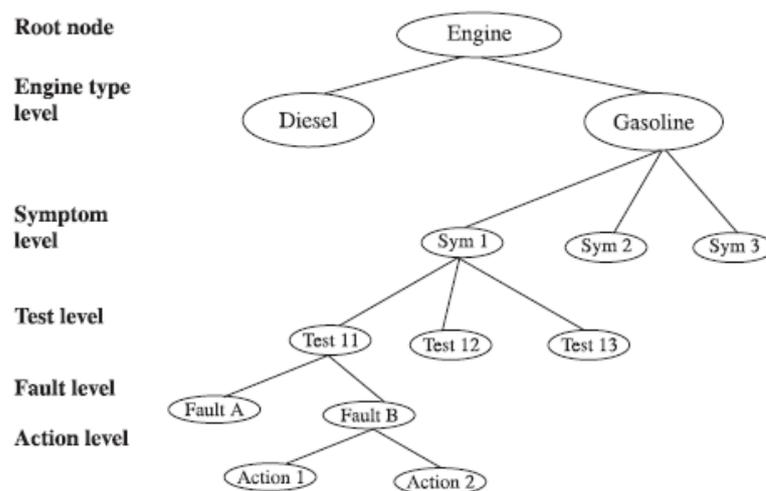 Root node
Engine
Engine type
level
Diesel
Gasoline
Symptom
level
Sym 1
Sym 2
Sym 3
Test level
Test 11
Test 12
Test 13
Fault level
Fault A
Fault B
Action level
Action 1
Action 2